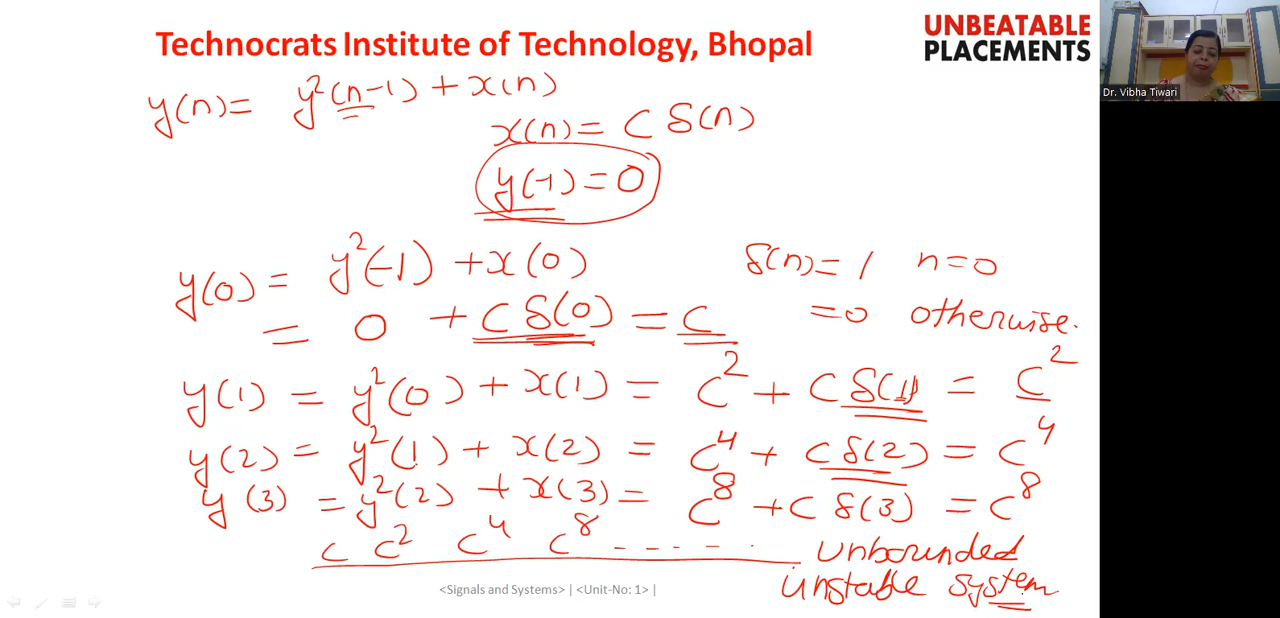 Technocrats Institute of Technology, Bhopal
UNBEATABLE
PLACEMENTS
Dr. Vibha Tiwari
y(n) = y²(n-1) + x(n)
x(n) = C δ(n)
y(-1) = 0
y(0) = y²(-1) + x(0)
δ(n) = 1 n=0
= 0 + C δ(0) = C
= 0 otherwise.
y(1) = y²(0) + x(1) = C² + C δ(1) = C²
y(2) = y²(1) + x(2) = C⁴ + C δ(2) = C⁴
y(3) = y²(2) + x(3) = C⁸ + C δ(3) = C⁸
C C² C⁴ C⁸ - - - - - . unbounded
unstable system
<Signals and Systems> | <Unit-No: 1> |